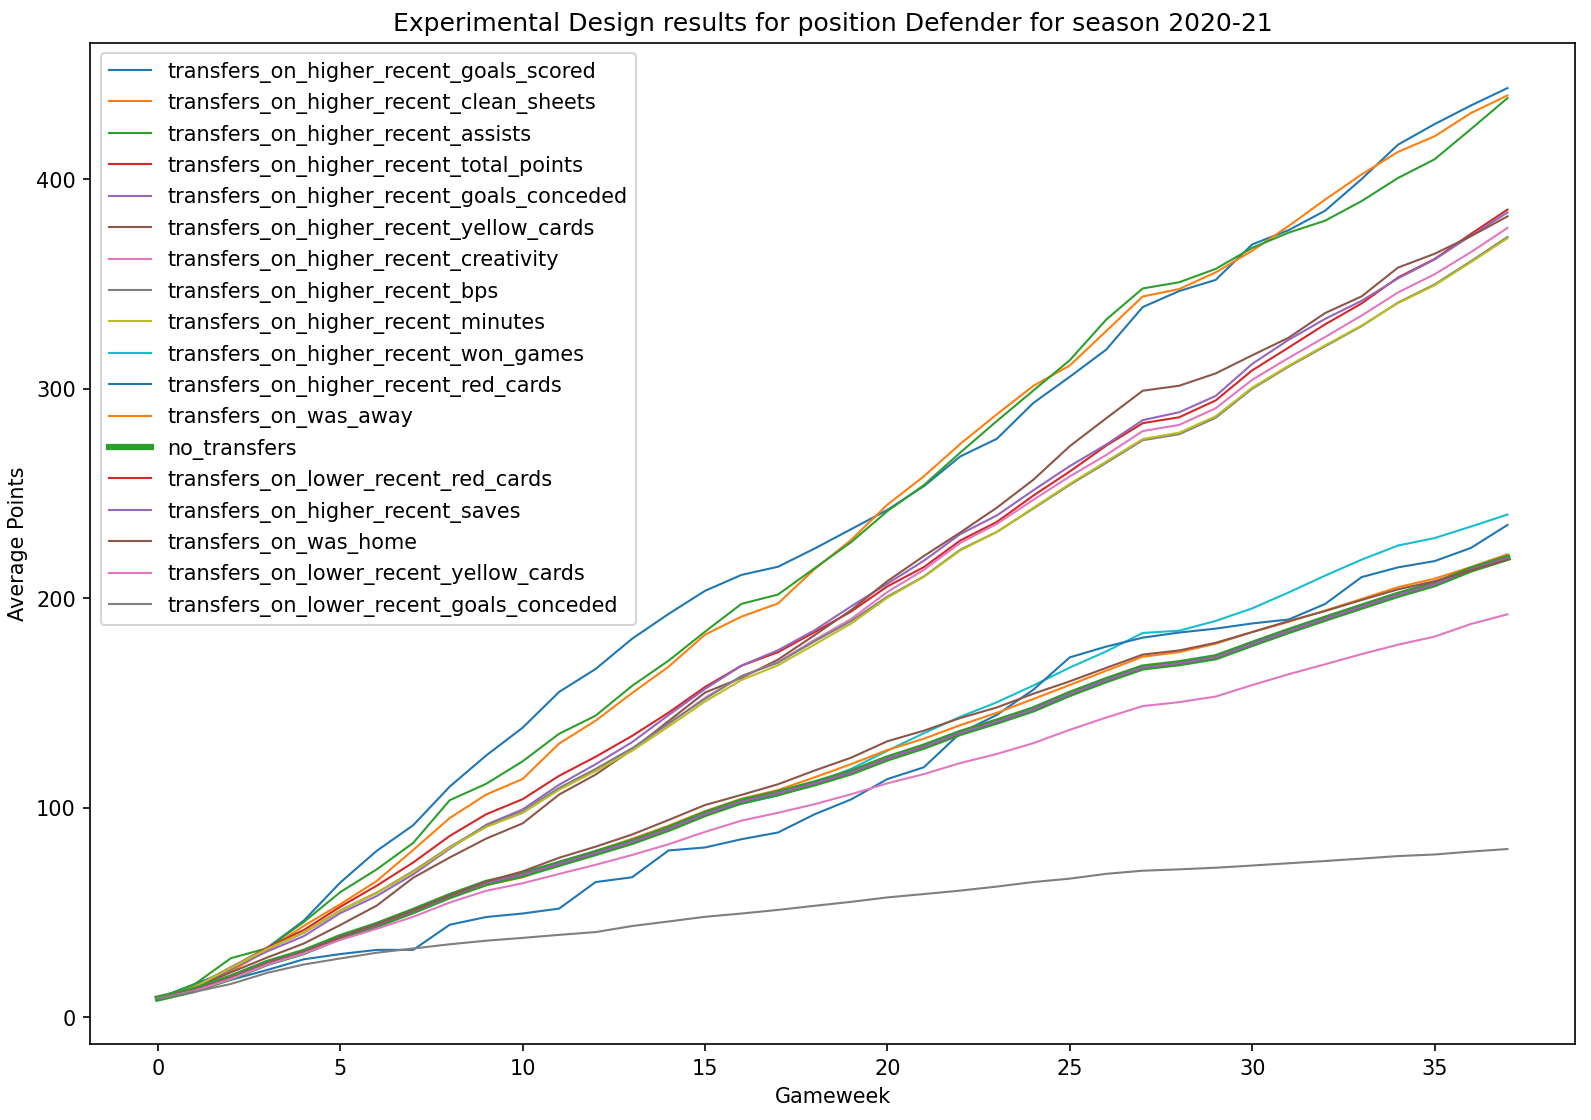 Experimental Design results for position Defender for season 2020-21
transfers_on_higher_recent_goals_scored
transfers_on_higher_recent_clean_sheets
transfers_on_higher_recent_assists
transfers_on_higher_recent_total_points
transfers_on_higher_recent_goals_conceded
transfers_on_higher_recent_yellow_cards
transfers_on_higher_recent_creativity
transfers_on_higher_recent_bps
transfers_on_higher_recent_minutes
transfers_on_higher_recent_won_games
transfers_on_higher_recent_red_cards
transfers_on_was_away
no_transfers
transfers_on_lower_recent_red_cards
transfers_on_higher_recent_saves
transfers_on_was_home
transfers_on_lower_recent_yellow_cards
transfers_on_lower_recent_goals_conceded
Average Points
400
300
200
100
0
0 5 10 15 20 25 30 35
Gameweek